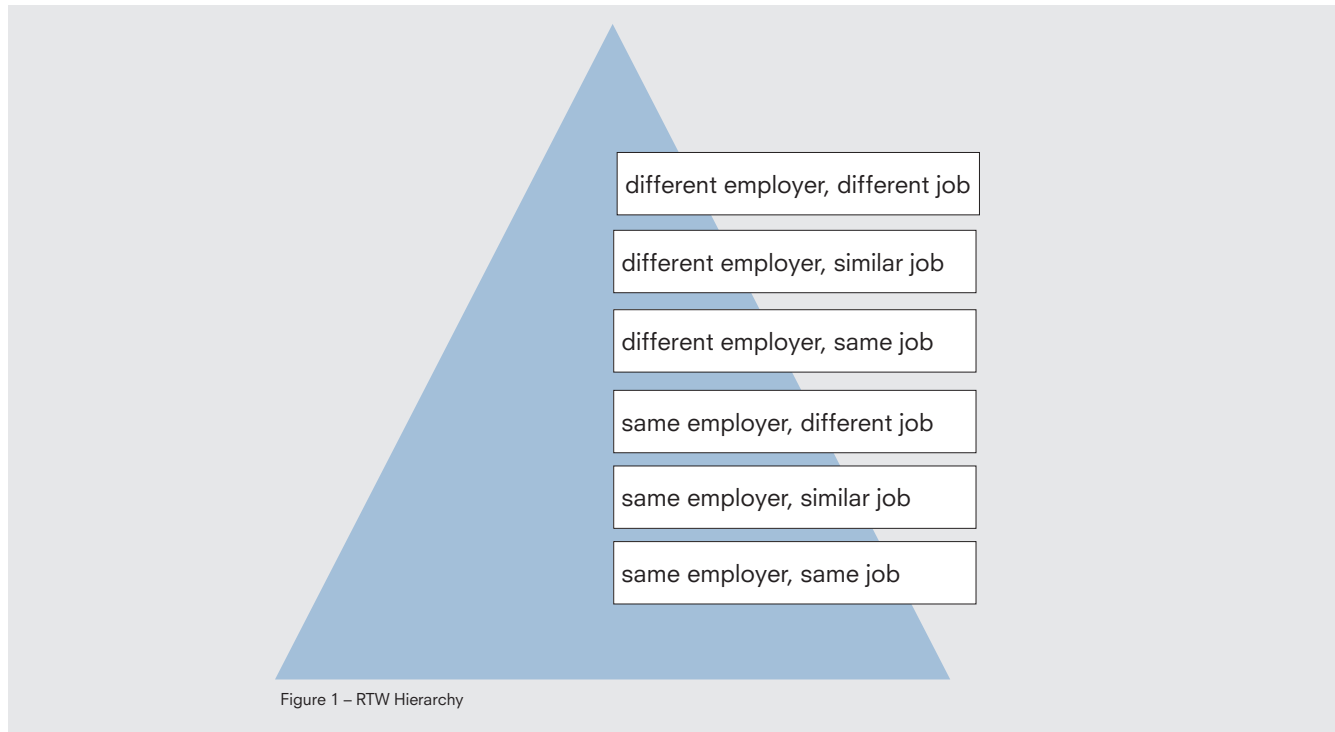 different employer, different job
different employer, similar job
different employer, same job
same employer, different job
same employer, similar job
same employer, same job
Figure 1 – RTW Hierarchy